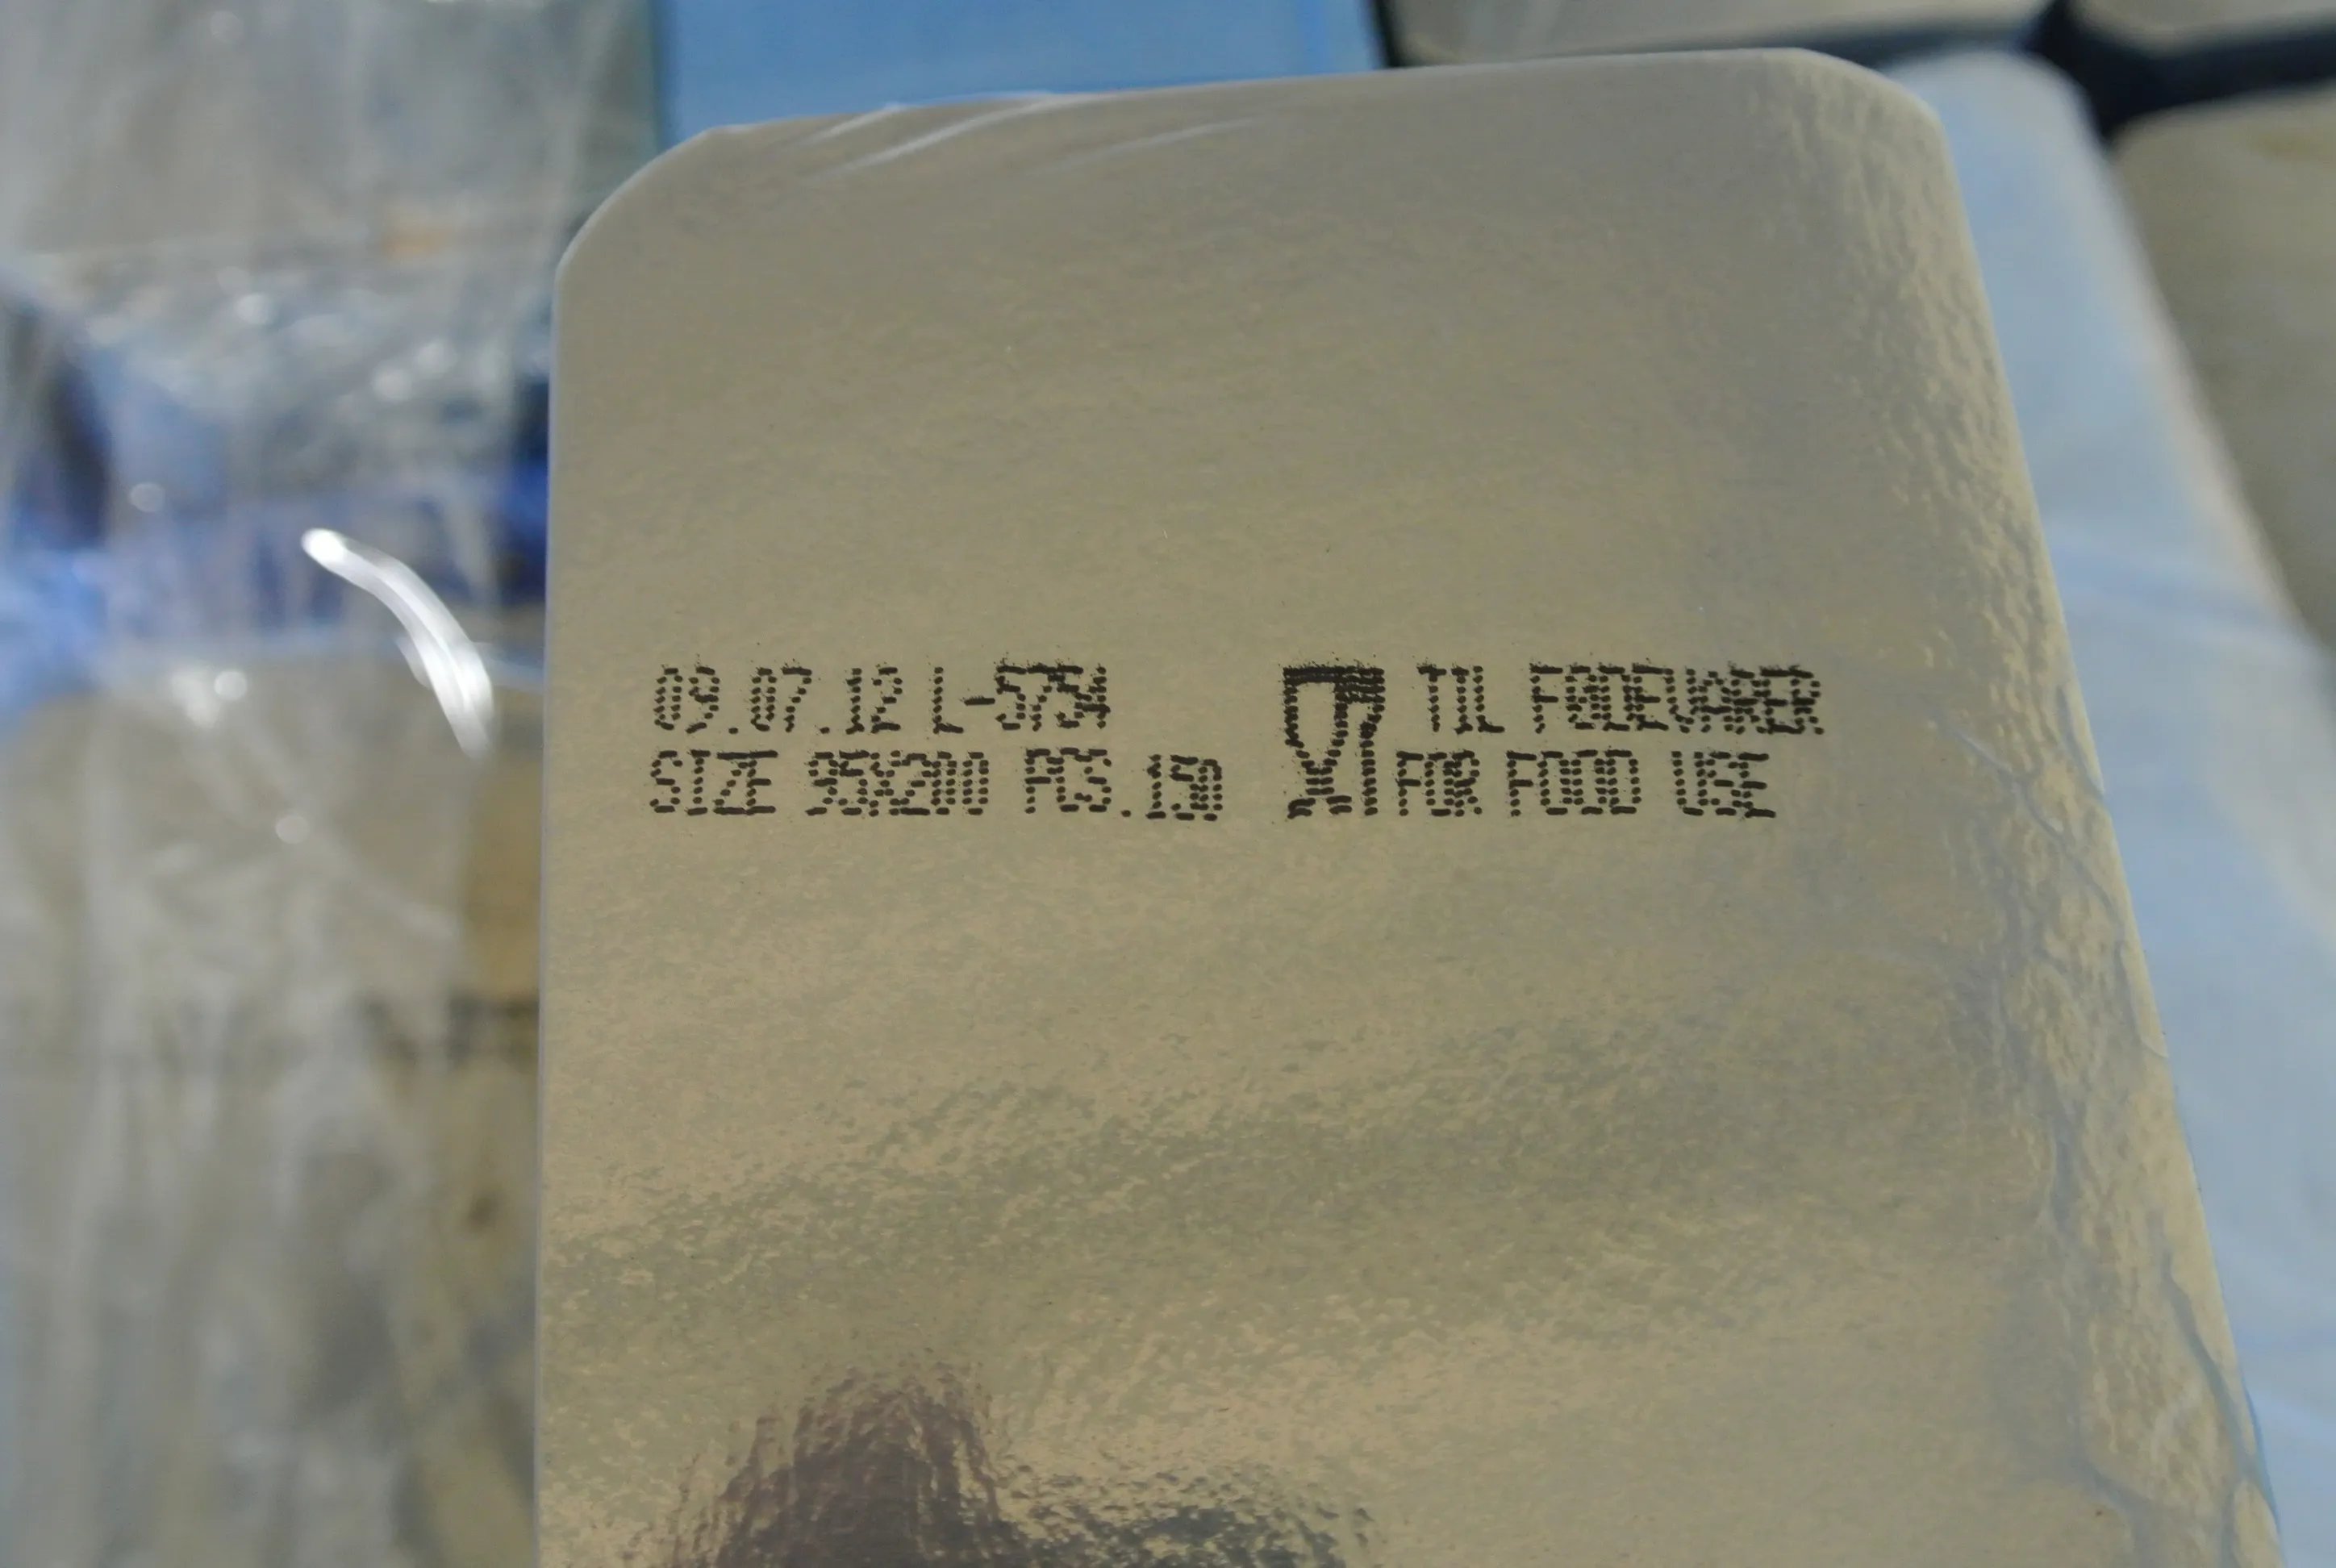 09.07.12 L-5754 TIL FØDEVARER
SIZE 95X200 PCS.150 FOR FOOD USE